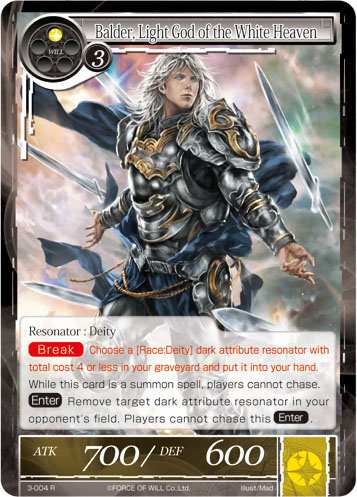 Balder, Light God of the White Heaven
WILL
3
Resonator : Deity
Break Choose a [Race:Deity] dark attribute resonator with
total cost 4 or less in your graveyard and put it into your hand.
While this card is a summon spell, players cannot chase.
Enter Remove target dark attribute resonator in your
opponent's field. Players cannot chase this Enter .
ATK 700 / DEF 600
3-004 R ©FORCE OF WILL Co.,Ltd. Illust/Mad